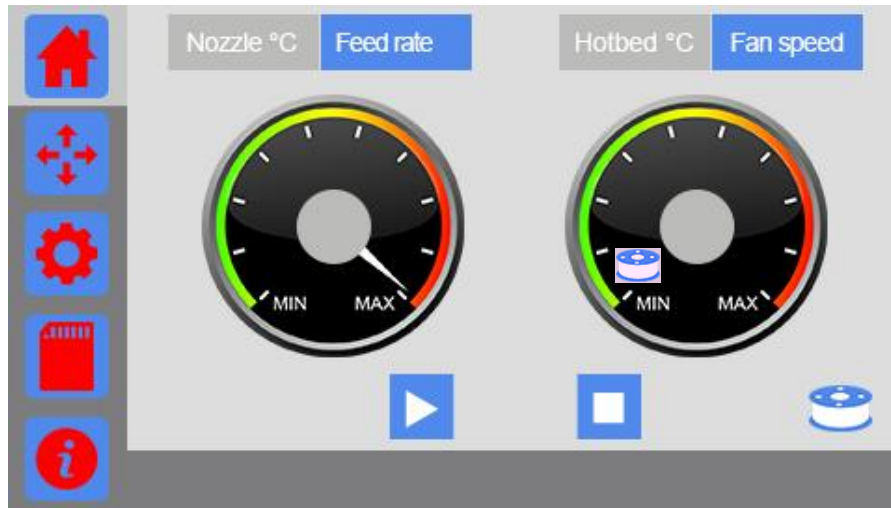 Nozzle °C
Feed rate
Hotbed °C
Fan speed
MIN
MAX
MIN
MAX
i